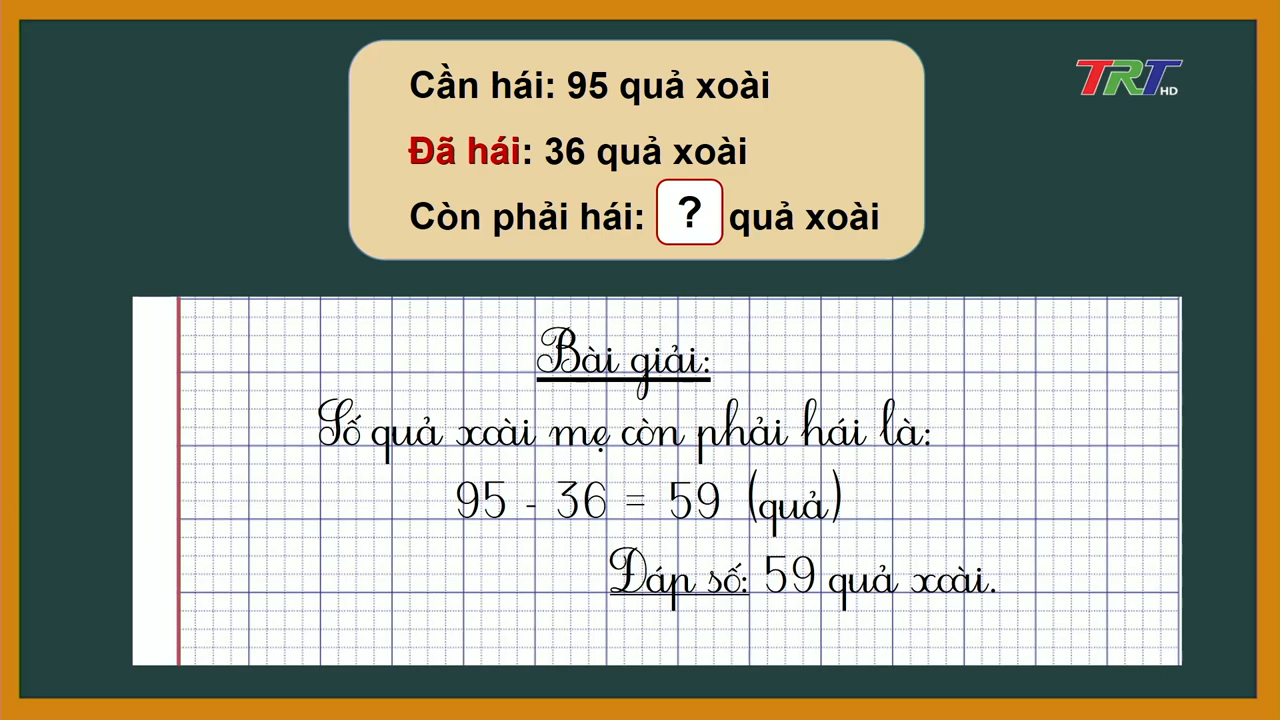 Cần hái: 95 quả xoài
TRT HD
Đã hái: 36 quả xoài
Còn phải hái: ? quả xoài
Bài giải:
Số quả xoài mẹ còn phải hái là:
95 - 36 = 59 (quả)
Đáp số: 59 quả xoài.